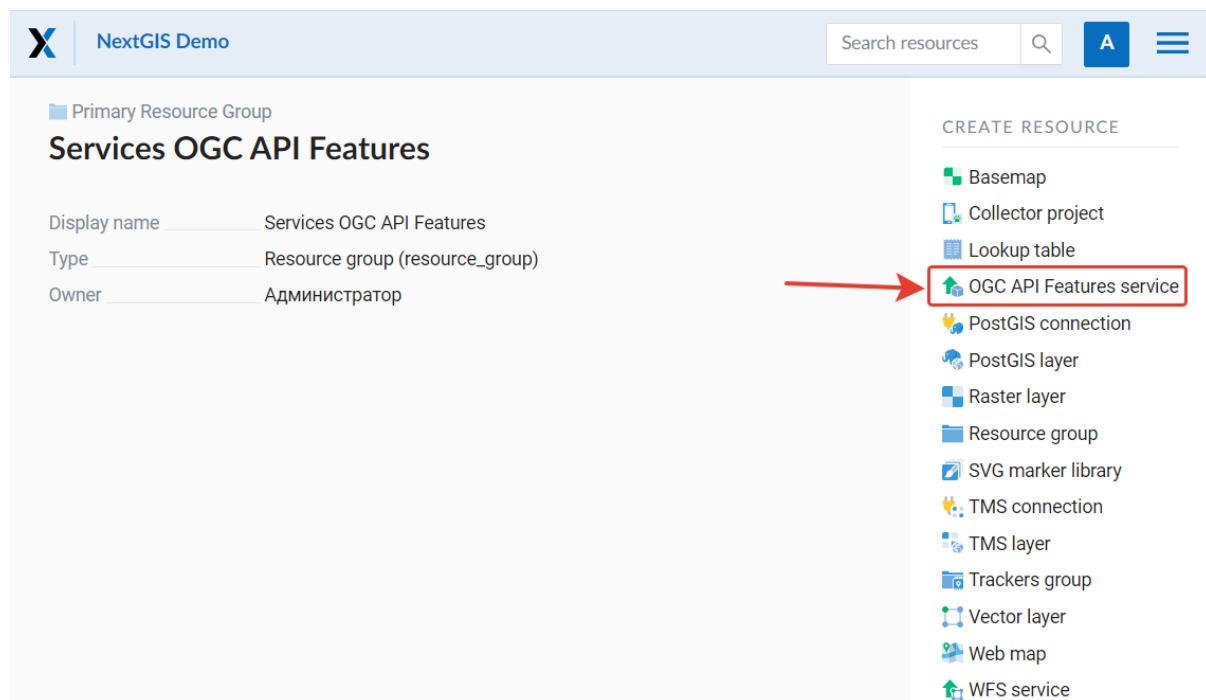 NextGIS Demo
Search resources
A
Primary Resource Group
Services OGC API Features
Display name Services OGC API Features
Type Resource group (resource_group)
Owner Администратор
CREATE RESOURCE
Basemap
Collector project
Lookup table
OGC API Features service
PostGIS connection
PostGIS layer
Raster layer
Resource group
SVG marker library
TMS connection
TMS layer
Trackers group
Vector layer
Web map
WFS service